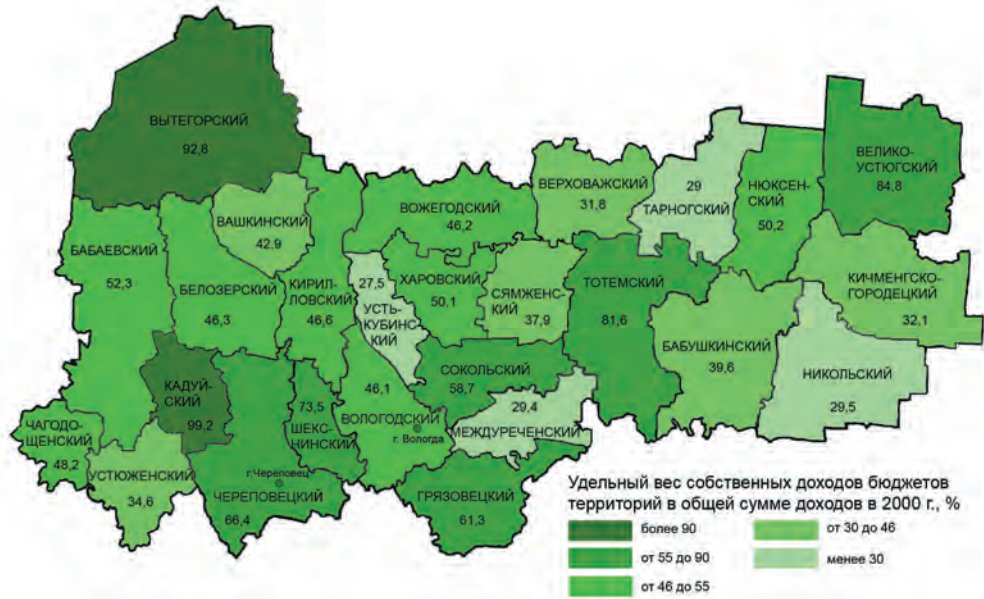 ВЫТЕГОРСКИЙ
92,8
ВАШКИНСКИЙ
42,9
БАБАЕВСКИЙ
52,3
БЕЛОЗЕРСКИЙ
46,3
КИРИЛ-
ЛОВСКИЙ
46,6
ВОЖЕГОДСКИЙ
46,2
ВЕРХОВАЖСКИЙ
31,8
29
ТАРНОГСКИЙ
НЮКСЕН-
СКИЙ
50,2
ВЕЛИКО-
УСТЮГСКИЙ
84,8
27,5
УСТЬ-
КУБИНС-
КИЙ
ХАРОВСКИЙ
50,1
СЯМЖЕН-
СКИЙ
37,9
ТОТЕМСКИЙ
81,6
КИЧМЕНГСКО-
ГОРОДЕЦКИЙ
32,1
БАБУШКИНСКИЙ
39,6
НИКОЛЬСКИЙ
29,5
КАДУЙ-
СКИЙ
99,2
73,5
ШЕКС-
НИНСКИЙ
46,1
ВОЛОГОДСКИЙ
г. Вологда
СОКОЛЬСКИЙ
58,7
29,4
МЕЖДУРЕЧЕНСКИЙ
ЧАГОДО-
ЩЕНСКИЙ
48,2
УСТЮЖЕНСКИЙ
34,6
г.Череповец
ЧЕРЕПОВЕЦКИЙ
66,4
ГРЯЗОВЕЦКИЙ
61,3
Удельный вес собственных доходов бюджетов
территорий в общей сумме доходов в 2000 г., %
более 90
от 55 до 90
от 46 до 55
от 30 до 46
менее 30